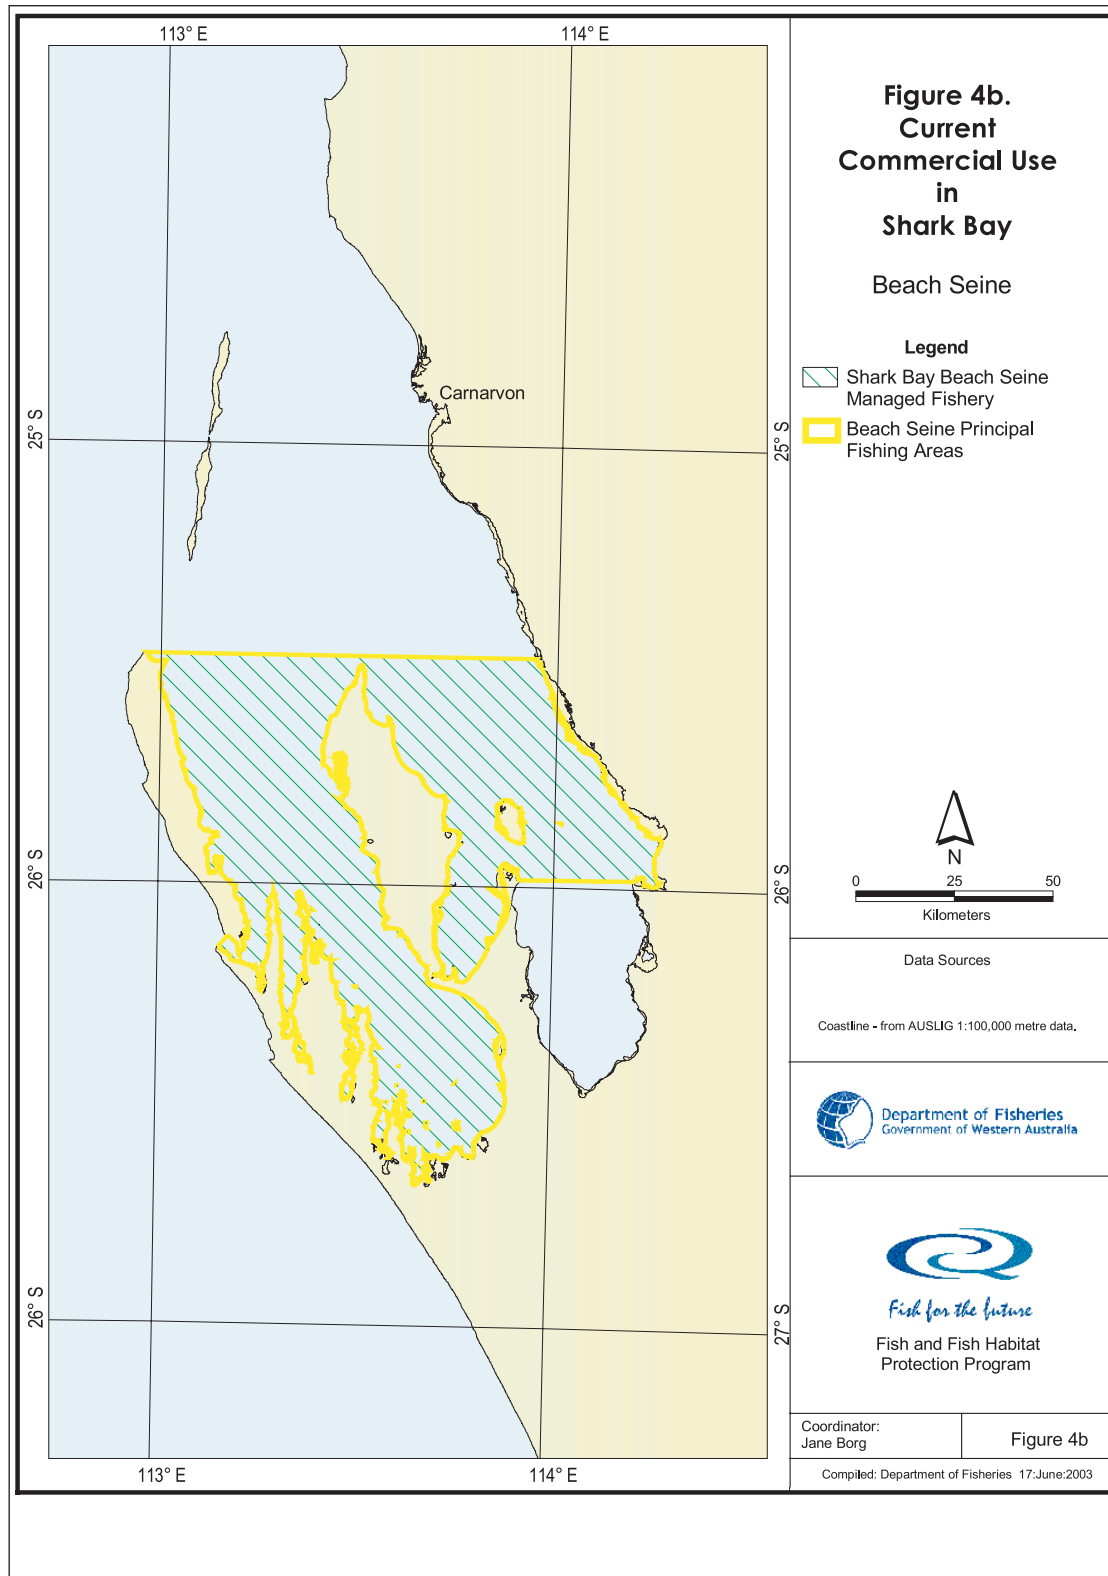 113° E
114° E
Figure 4b.
Current
Commercial Use
in
Shark Bay
Beach Seine
Legend
Shark Bay Beach Seine
Managed Fishery
Beach Seine Principal
Fishing Areas
Carnarvon
25° S
25° S
26° S
26° S
N
0 25 50
Kilometers
Data Sources
Coastline - from AUSLIG 1:100,000 metre data.
Department of Fisheries
Government of Western Australia
Fish for the future
Fish and Fish Habitat
Protection Program
26° S
27° S
Coordinator:
Jane Borg
Figure 4b
Compiled: Department of Fisheries 17:June:2003
113° E
114° E